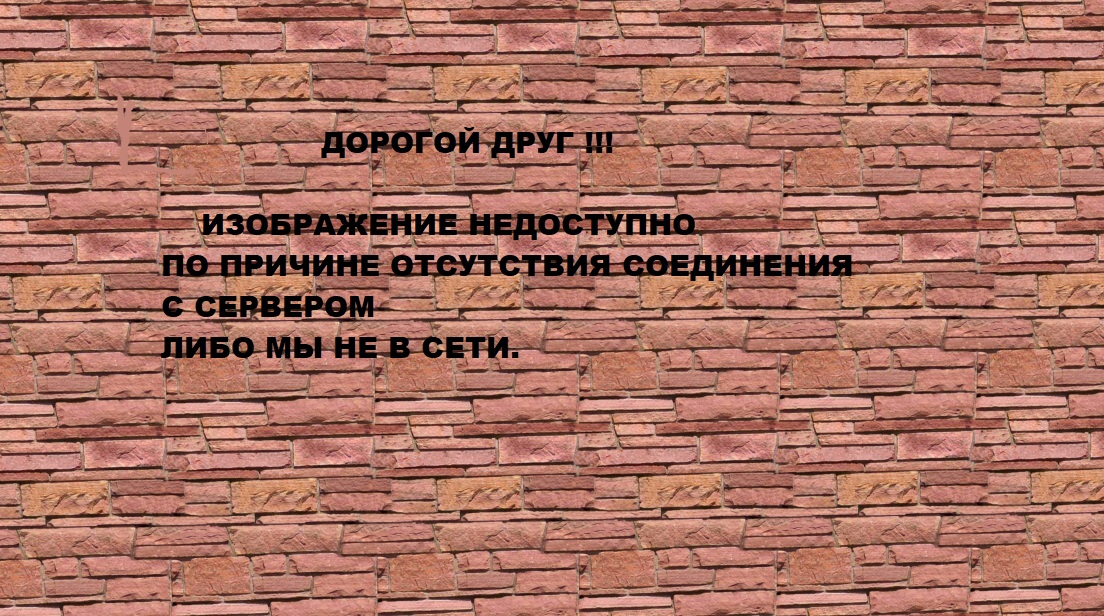 ДОРОГОЙ ДРУГ !!!
ИЗОБРАЖЕНИЕ НЕДОСТУПНО
ПО ПРИЧИНЕ ОТСУТСТВИЯ СОЕДИНЕНИЯ
С СЕРВЕРОМ
ЛИБО МЫ НЕ В СЕТИ.